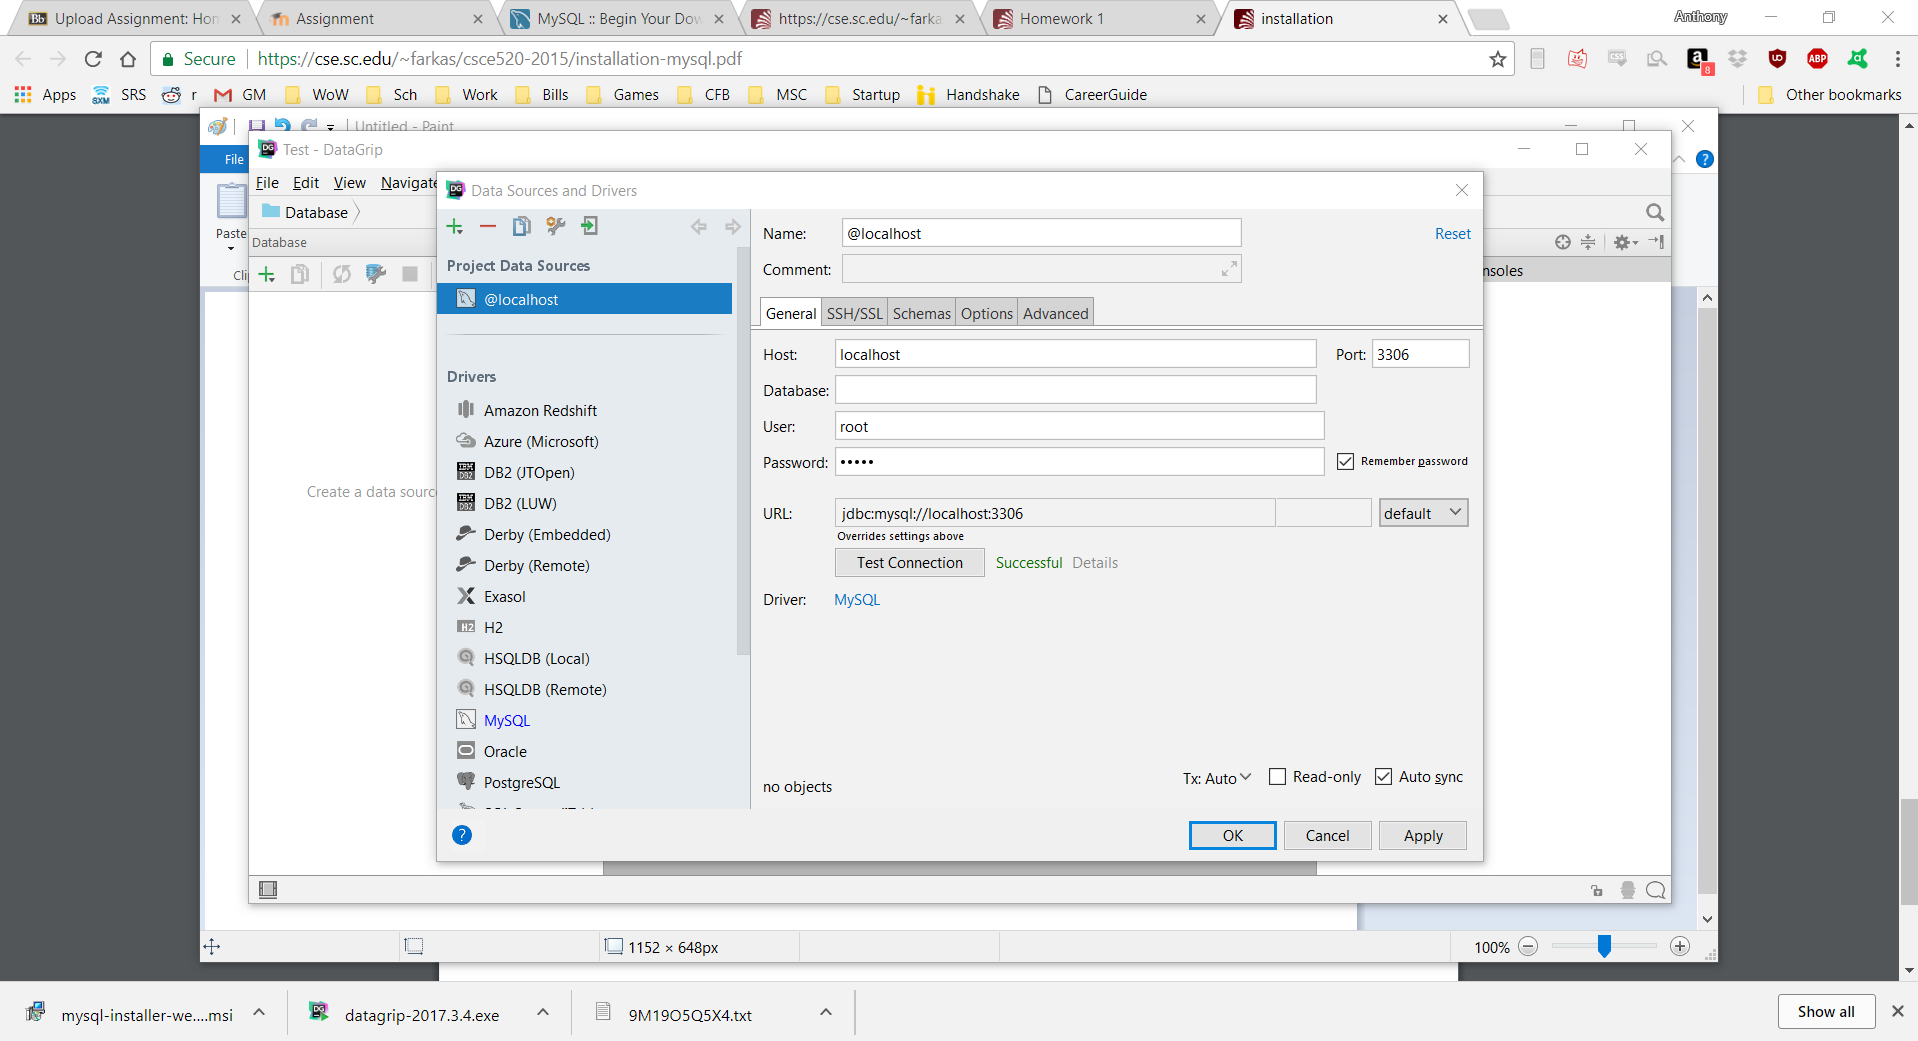 Upload Assignment: Hon
Assignment
MySQL :: Begin Your Dow
https://cse.sc.edu/~farka
Homework 1
installation
Anthony
Secure
https://cse.sc.edu/~farkas/csce520-2015/installation-mysql.pdf
Apps
SRS
r
GM
WoW
Sch
Work
Bills
Games
CFB
MSC
Startup
Handshake
CareerGuide
Other bookmarks
Untitled - Paint
File
Paste
Test - DataGrip
File Edit View Navigate
Database
Database
Create a data source
nsoles
Data Sources and Drivers
Project Data Sources
@localhost
Drivers
Amazon Redshift
Azure (Microsoft)
DB2 (JTOpen)
DB2 (LUW)
Derby (Embedded)
Derby (Remote)
Exasol
H2
HSQLDB (Local)
HSQLDB (Remote)
MySQL
Oracle
PostgreSQL
Name: @localhost
Reset
Comment:
General SSH/SSL Schemas Options Advanced
Host: localhost Port: 3306
Database:
User: root
Password: ••••• Remember password
URL: jdbc:mysql://localhost:3306 default
Overrides settings above
Test Connection Successful Details
Driver: MySQL
no objects Tx: Auto Read-only Auto sync
OK Cancel Apply
1152 × 648px
100%
mysql-installer-we....msi
datagrip-2017.3.4.exe
9M19O5Q5X4.txt
Show all